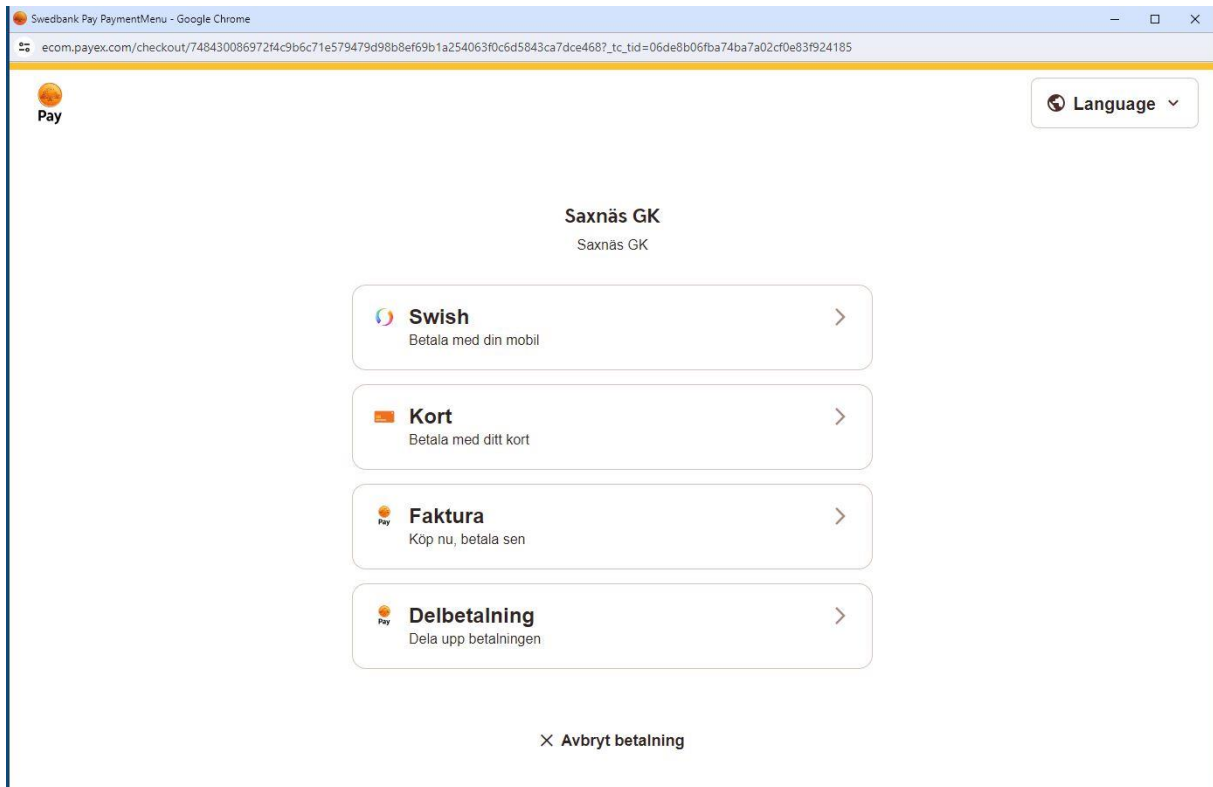 Swedbank Pay PaymentMenu - Google Chrome
ecom.payex.com/checkout/748430086972f4c9b6c71e579479d98b8ef69b1a254063f0c6d5843ca7dce468?_tc_tid=06de8b06fba74ba7a02cf0e83f924185
Pay
Language
Saxnäs GK
Saxnäs GK
Swish
Betala med din mobil
Kort
Betala med ditt kort
Pay
Faktura
Köp nu, betala sen
Pay
Delbetalning
Dela upp betalningen
Avbryt betalning